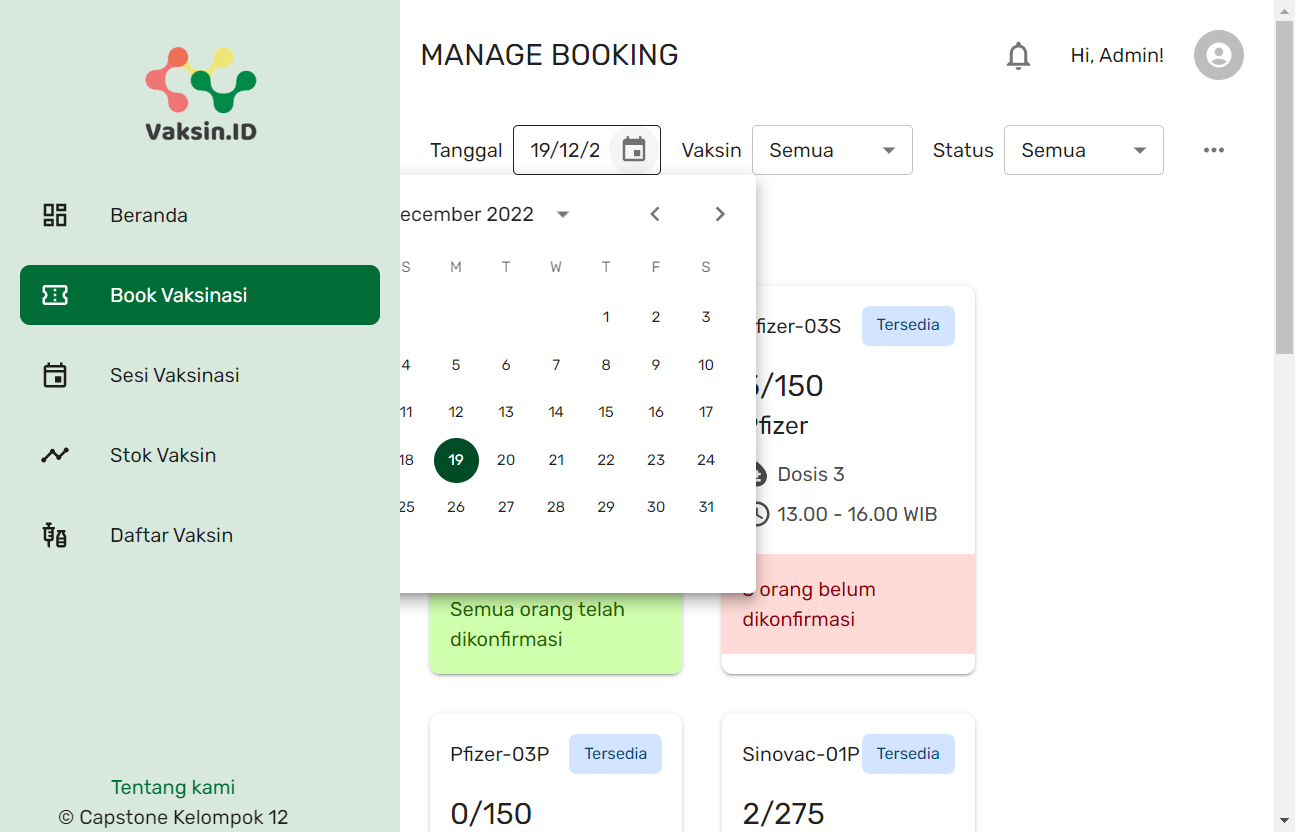 Vaksin.ID
Beranda
Book Vaksinasi
Sesi Vaksinasi
Stok Vaksin
Daftar Vaksin
Tentang kami
© Capstone Kelompok 12
MANAGE BOOKING
Hi, Admin!
Tanggal 19/12/2 Vaksin Semua Status Semua
ecember 2022
S M T W T F S
1 2 3
4 5 6 7 8 9 10
11 12 13 14 15 16 17
18 19 20 21 22 23 24
25 26 27 28 29 30 31
Semua orang telah
dikonfirmasi
fizer-03S Tersedia
/150
fizer
Dosis 3
13.00 - 16.00 WIB
orang belum
dikonfirmasi
Pfizer-03P Tersedia
0/150
Sinovac-01P Tersedia
2/275